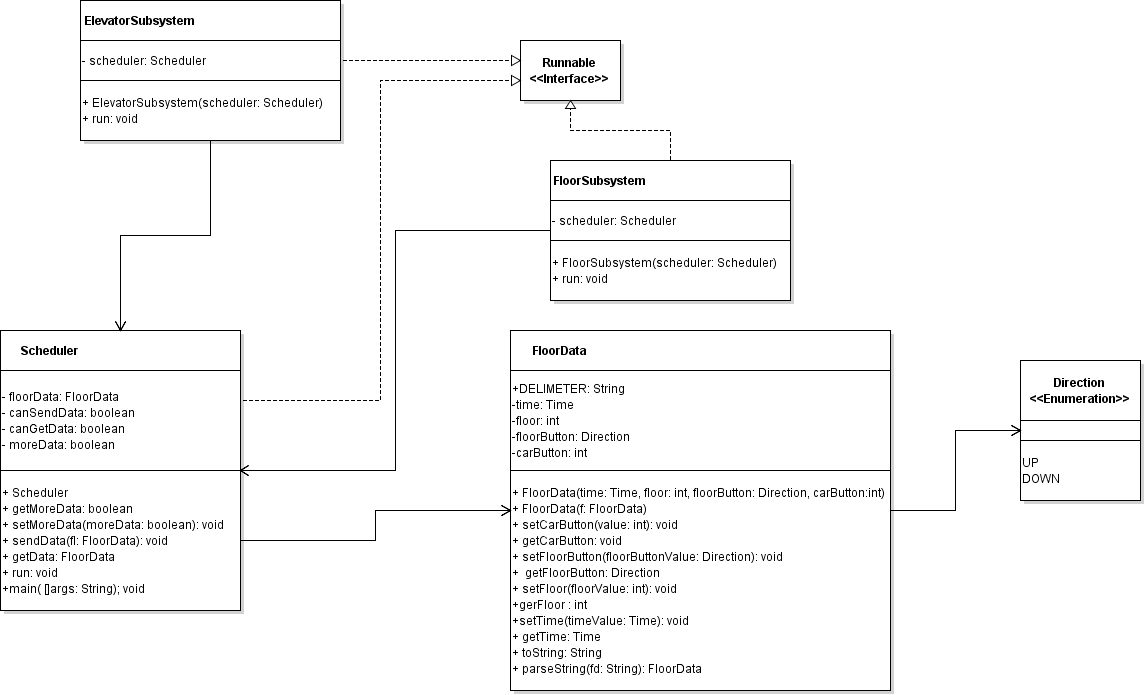 ElevatorSubsystem
- scheduler: Scheduler
+ ElevatorSubsystem(scheduler: Scheduler)
+ run: void
Runnable
<<Interface>>
FloorSubsystem
- scheduler: Scheduler
+ FloorSubsystem(scheduler: Scheduler)
+ run: void
Scheduler
- floorData: FloorData
- canSendData: boolean
- canGetData: boolean
- moreData: boolean
+ Scheduler
+ getMoreData: boolean
+ setMoreData(moreData: boolean): void
+ sendData(fl: FloorData): void
+ getData: FloorData
+ run: void
+main( []args: String); void
FloorData
+DELIMETER: String
-time: Time
-floor: int
-floorButton: Direction
-carButton: int
+ FloorData(time: Time, floor: int, floorButton: Direction, carButton:int)
+ FloorData(f: FloorData)
+ setCarButton(value: int): void
+ getCarButton: void
+ setFloorButton(floorButtonValue: Direction): void
+ getFloorButton: Direction
+ setFloor(floorValue: int): void
+gerFloor : int
+setTime(timeValue: Time): void
+ getTime: Time
+ toString: String
+ parseString(fd: String): FloorData
Direction
<<Enumeration>>
UP
DOWN